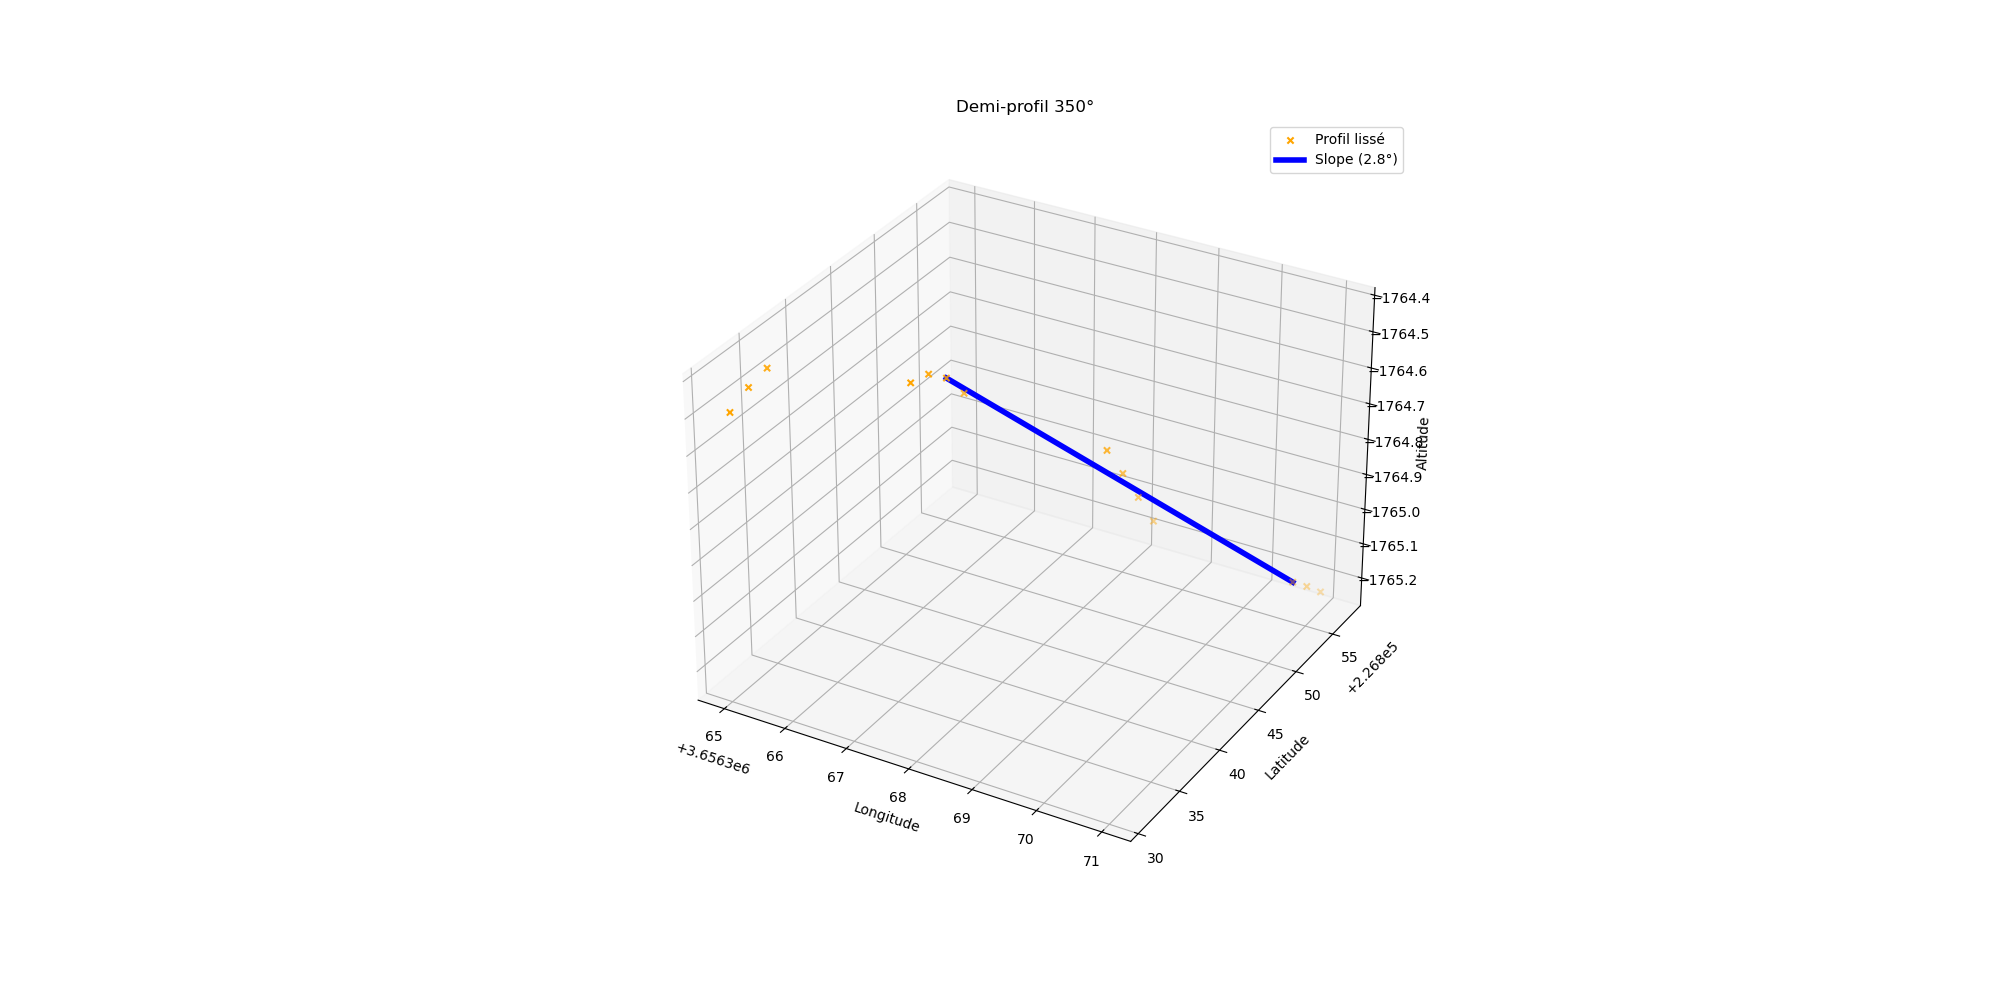 Demi-profil 350°
Profil lissé
Slope (2.8°)
−1764.4
−1764.5
−1764.6
−1764.7
−1764.8
−1764.9
−1765.0
−1765.1
−1765.2
Altitude
55
50
45
40
35
30
+2.268e5
Latitude
65
66
67
68
69
70
71
+3.6563e6
Longitude